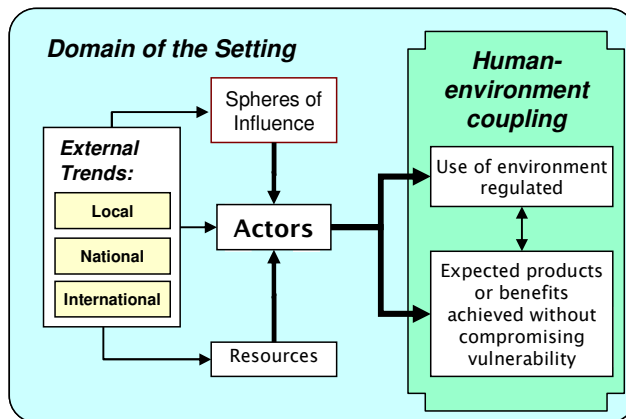 Domain of the Setting
Human-
environment
coupling
Spheres of
Influence
External
Trends:
Local
National
International
Actors
Resources
Use of environment
regulated
Expected products
or benefits
achieved without
compromising
vulnerability